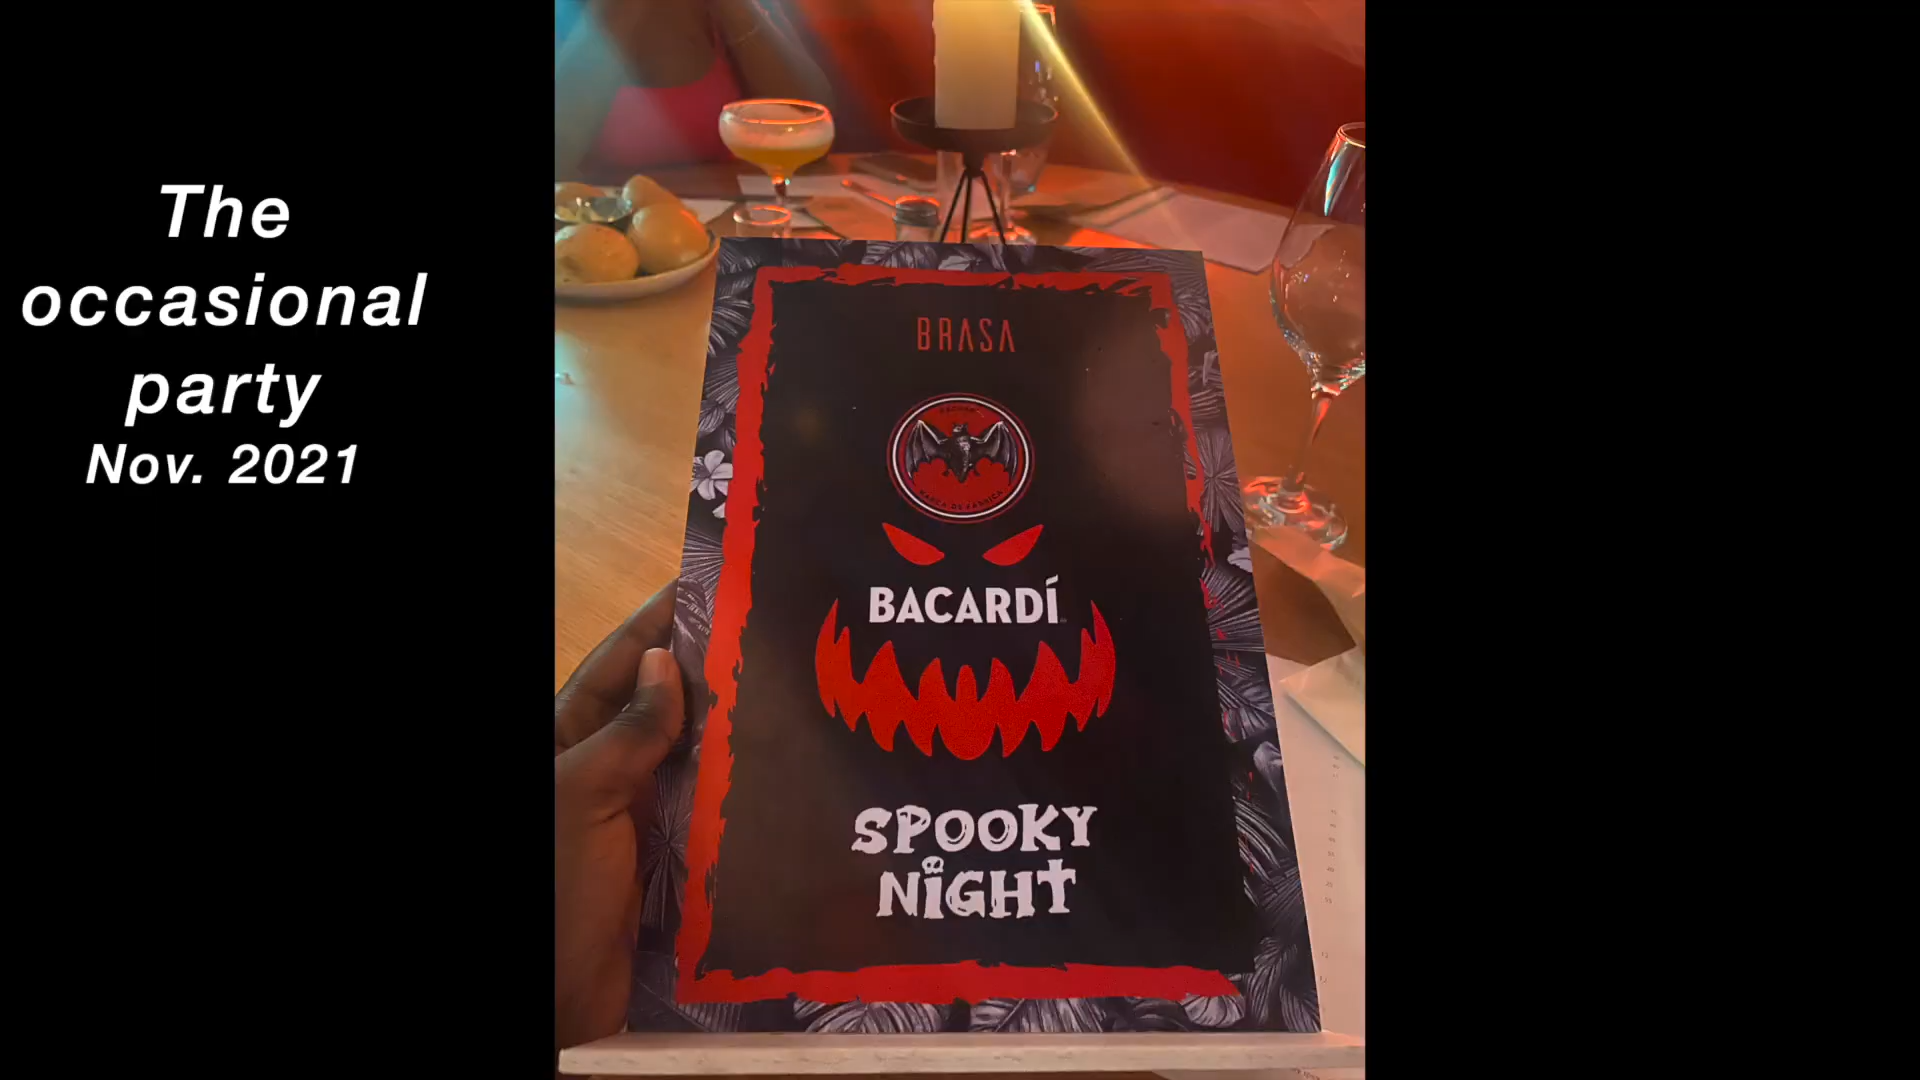 The
occasional
party
Nov. 2021
BRASA
BACARDÍ
SPOOKY
NIGHT